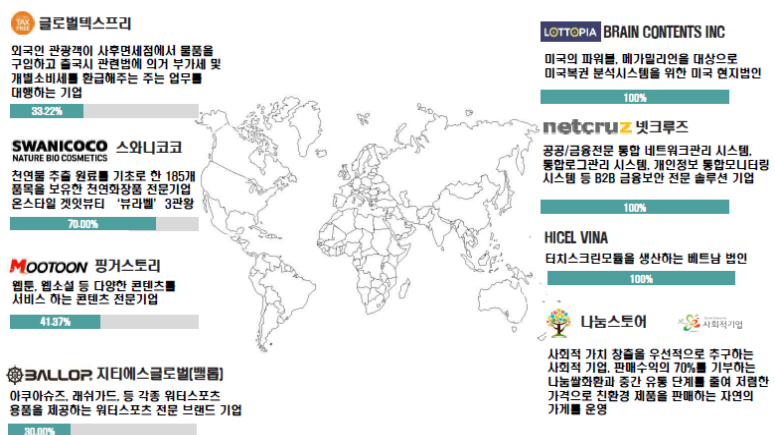 TAX FREE 글로벌텍스프리
외국인 관광객이 사후면세점에서 물품을
구입하고 출국시 관련법에 의거 부가세 및
개별소비세를 환급해주는 주는 업무를
대행하는 기업
33.22%
SWANICOCO 스와니코코
NATURE BIO COSMETICS
천연물 추출 원료를 기초로 한 185개
품목을 보유한 천연화장품 전문기업
온스타일 겟잇뷰티 ‘뷰라벨’ 3관왕
70.00%
MOOTOON 핑거스토리
웹툰, 웹소설 등 다양한 콘텐츠를
서비스 하는 콘텐츠 전문기업
41.37%
BALLOP. 지티에스글로벌(밸롭)
아쿠아슈즈, 래쉬가드, 등 각종 워터스포츠
용품을 제공하는 워터스포츠 전문 브랜드 기업
30.00%
LOTTOPIA BRAIN CONTENTS INC
미국의 파워볼, 메가밀리언을 대상으로
미국복권 분석시스템을 위한 미국 현지법인
100%
netcruz 넷크루즈
공공/금융전문 통합 네트워크관리 시스템,
통합로그관리 시스템, 개인정보 통합모니터링
시스템 등 B2B 금융보안 전문 솔루션 기업
100%
HICEL VINA
터치스크린모듈을 생산하는 베트남 법인
100%
나눔스토어 사회적기업
사회적 가치 창출을 우선적으로 추구하는
사회적 기업, 판매수익의 70%를 기부하는
나눔쌀화환과 중간 유통 단계를 줄여 저렴한
가격으로 친환경 제품을 판매하는 자연의
가게를 운영